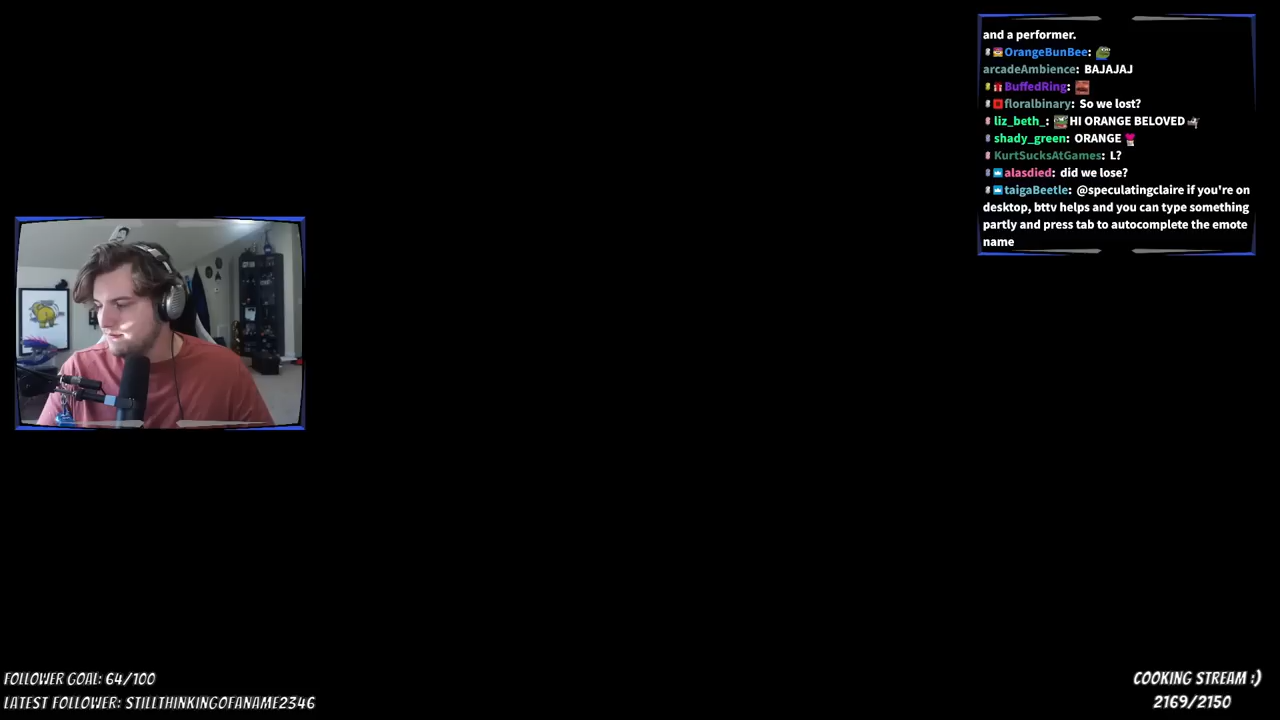 and a performer.
OrangeBunBee:
arcadeAmbience: BAJAJAJ
BuffedRing:
floralbinary: So we lost?
liz_beth_: HI ORANGE BELOVED
shady_green: ORANGE
KurtSucksAtGames: L?
alasdied: did we lose?
taigaBeetle: @speculatingclaire if you're on
desktop, bttv helps and you can type something
partly and press tab to autocomplete the emote
name
FOLLOWER GOAL: 64/100
LATEST FOLLOWER: STILLTHINKINGOFANAME2346
COOKING STREAM :)
2169/2150